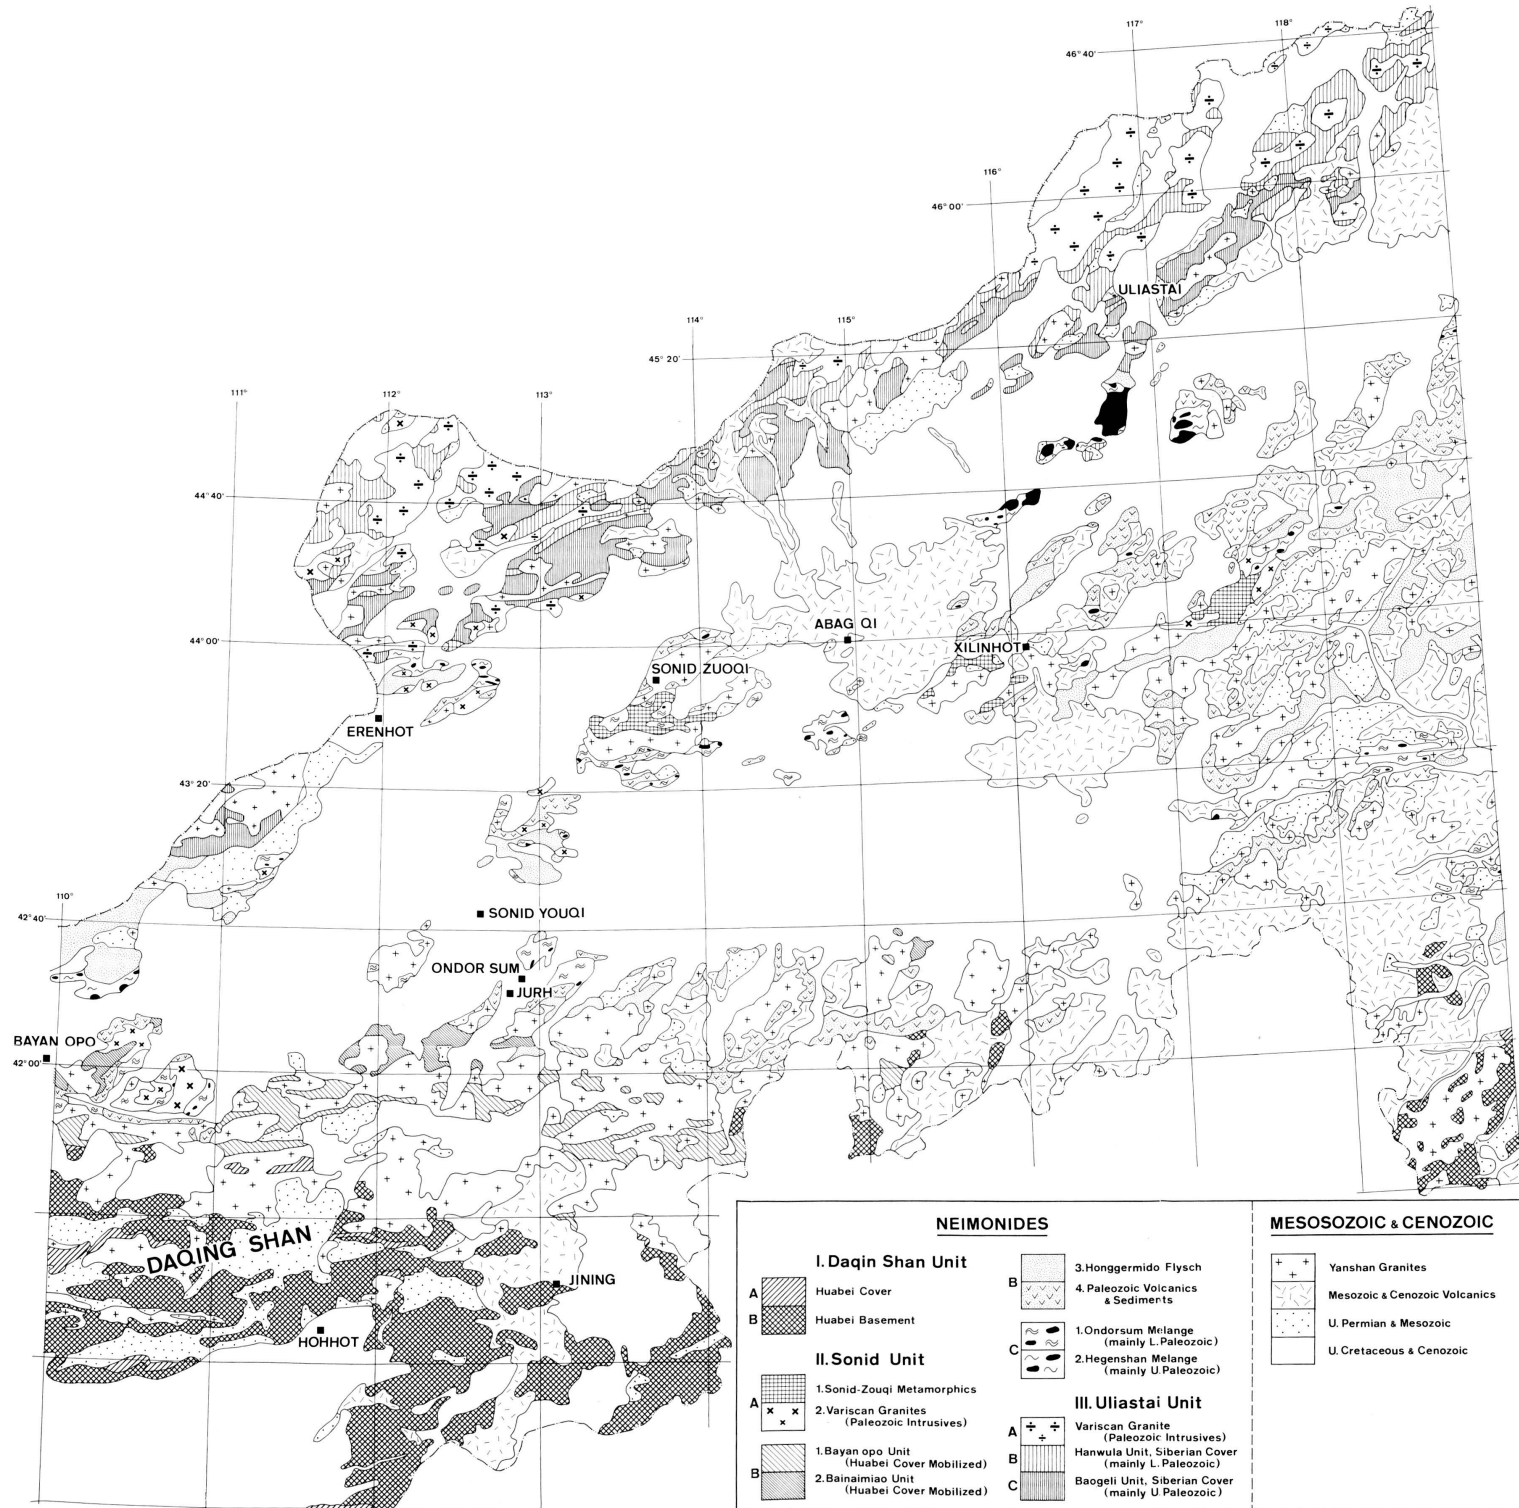 117°
118°
46° 40'
116°
46° 00'
ULIASTAI
114°
115°
45° 20'
111°
112°
113°
44° 40'
44° 00'
ABAG QI
XILINHOT
SONID ZUOQI
ERENHOT
43° 20'
110°
42° 40'
SONID YOUQI
ONDOR SUM
JURH
BAYAN OPO
42° 00'
DAQING SHAN
JINING
HOHHOT
NEIMONIDES
I. Daqin Shan Unit
A
Huabei Cover
B
Huabei Basement
II. Sonid Unit
A
1. Sonid-Zouqi Metamorphics
2. Variscan Granites
(Paleozoic Intrusives)
B
1. Bayan opo Unit
(Huabei Cover Mobilized)
2. Bainaimiao Unit
(Huabei Cover Mobilized)
B
3. Honggermido Flysch
4. Paleozoic Volcanics
& Sediments
C
1. Ondorsum Melange
(mainly L. Paleozoic)
2. Hegenshan Melange
(mainly U. Paleozoic)
III. Uliastai Unit
A
Variscan Granite
(Paleozoic Intrusives)
B
Hanwula Unit, Siberian Cover
(mainly L. Paleozoic)
C
Baogeli Unit, Siberian Cover
(mainly U. Paleozoic)
MESOSOZOIC & CENOZOIC
Yanshan Granites
Mesozoic & Cenozoic Volcanics
U. Permian & Mesozoic
U. Cretaceous & Cenozoic